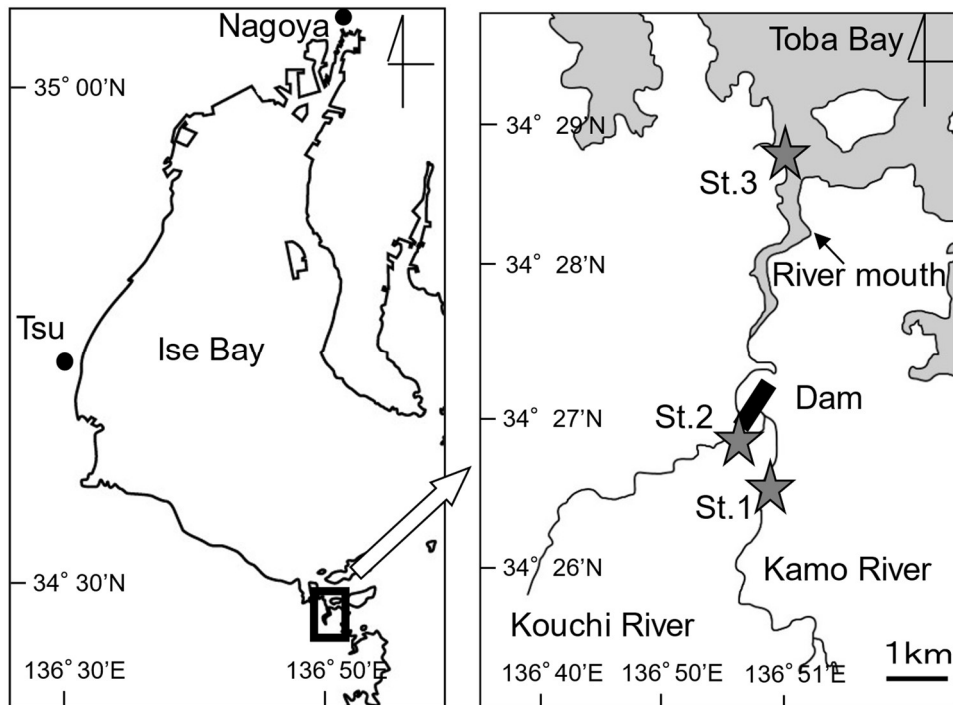 Nagoya
35° 00'N
Tsu
Ise Bay
34° 30'N
136° 30'E
136° 50'E
Toba Bay
34° 29'N
St.3
34° 28'N
River mouth
Dam
St.2
34° 27'N
St.1
34° 26'N
Kamo River
Kouchi River
1km
136° 40'E
136° 50'E
136° 51'E